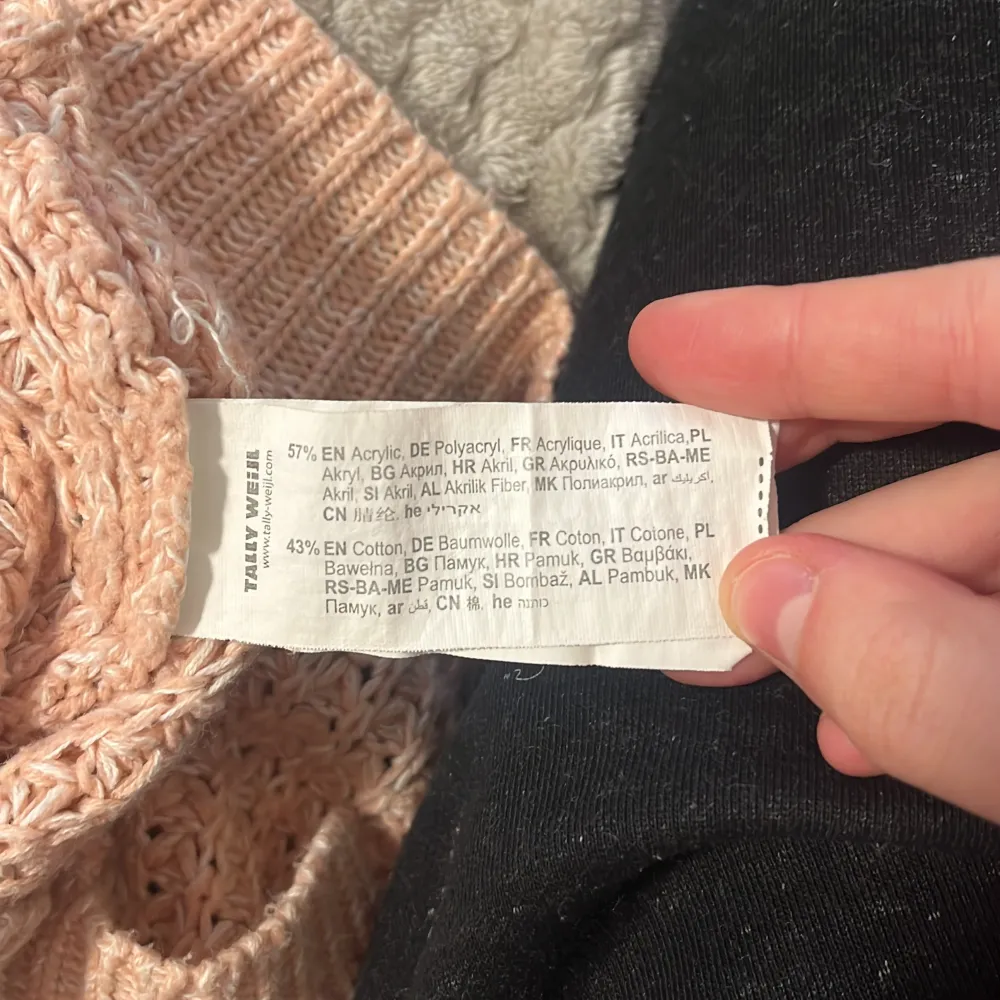 TALLY WEiJL
www.tally-weijl.com
57% EN Acrylic, DE Polyacryl, FR Acrylique, IT Acrilica,PL
Akryl, BG Акрил, HR Akril, GR Ακρυλικό, RS-BA-ME
Akril, SI Akril, AL Akrilik Fiber, MK Полиакрил, ar اكريليك,
CN 腈纶, he אקרילי
43% EN Cotton, DE Baumwolle, FR Coton, IT Cotone, PL
Bawełna, BG Памук, HR Pamuk, GR Βαμβάκι,
RS-BA-ME Pamuk, SI Bombaž, AL Pambuk, MK
Памук, ar قطن, CN 棉, he כותנה